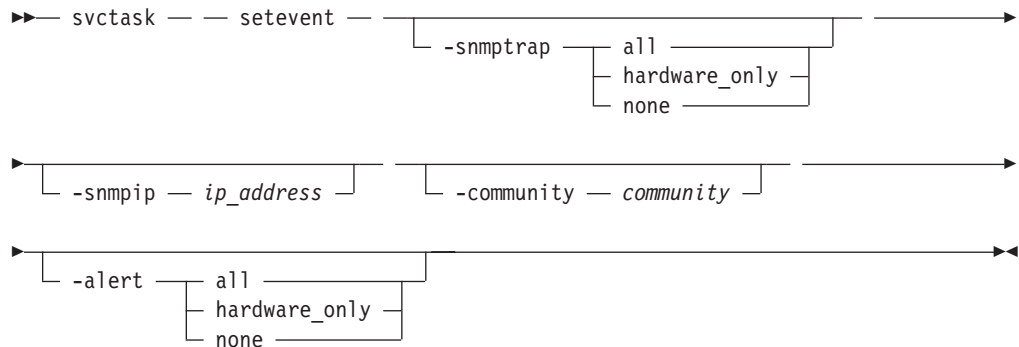 svctask setevent
-snmptrap all
hardware_only
none
-snmpip ip_address -community community
-alert all
hardware_only
none